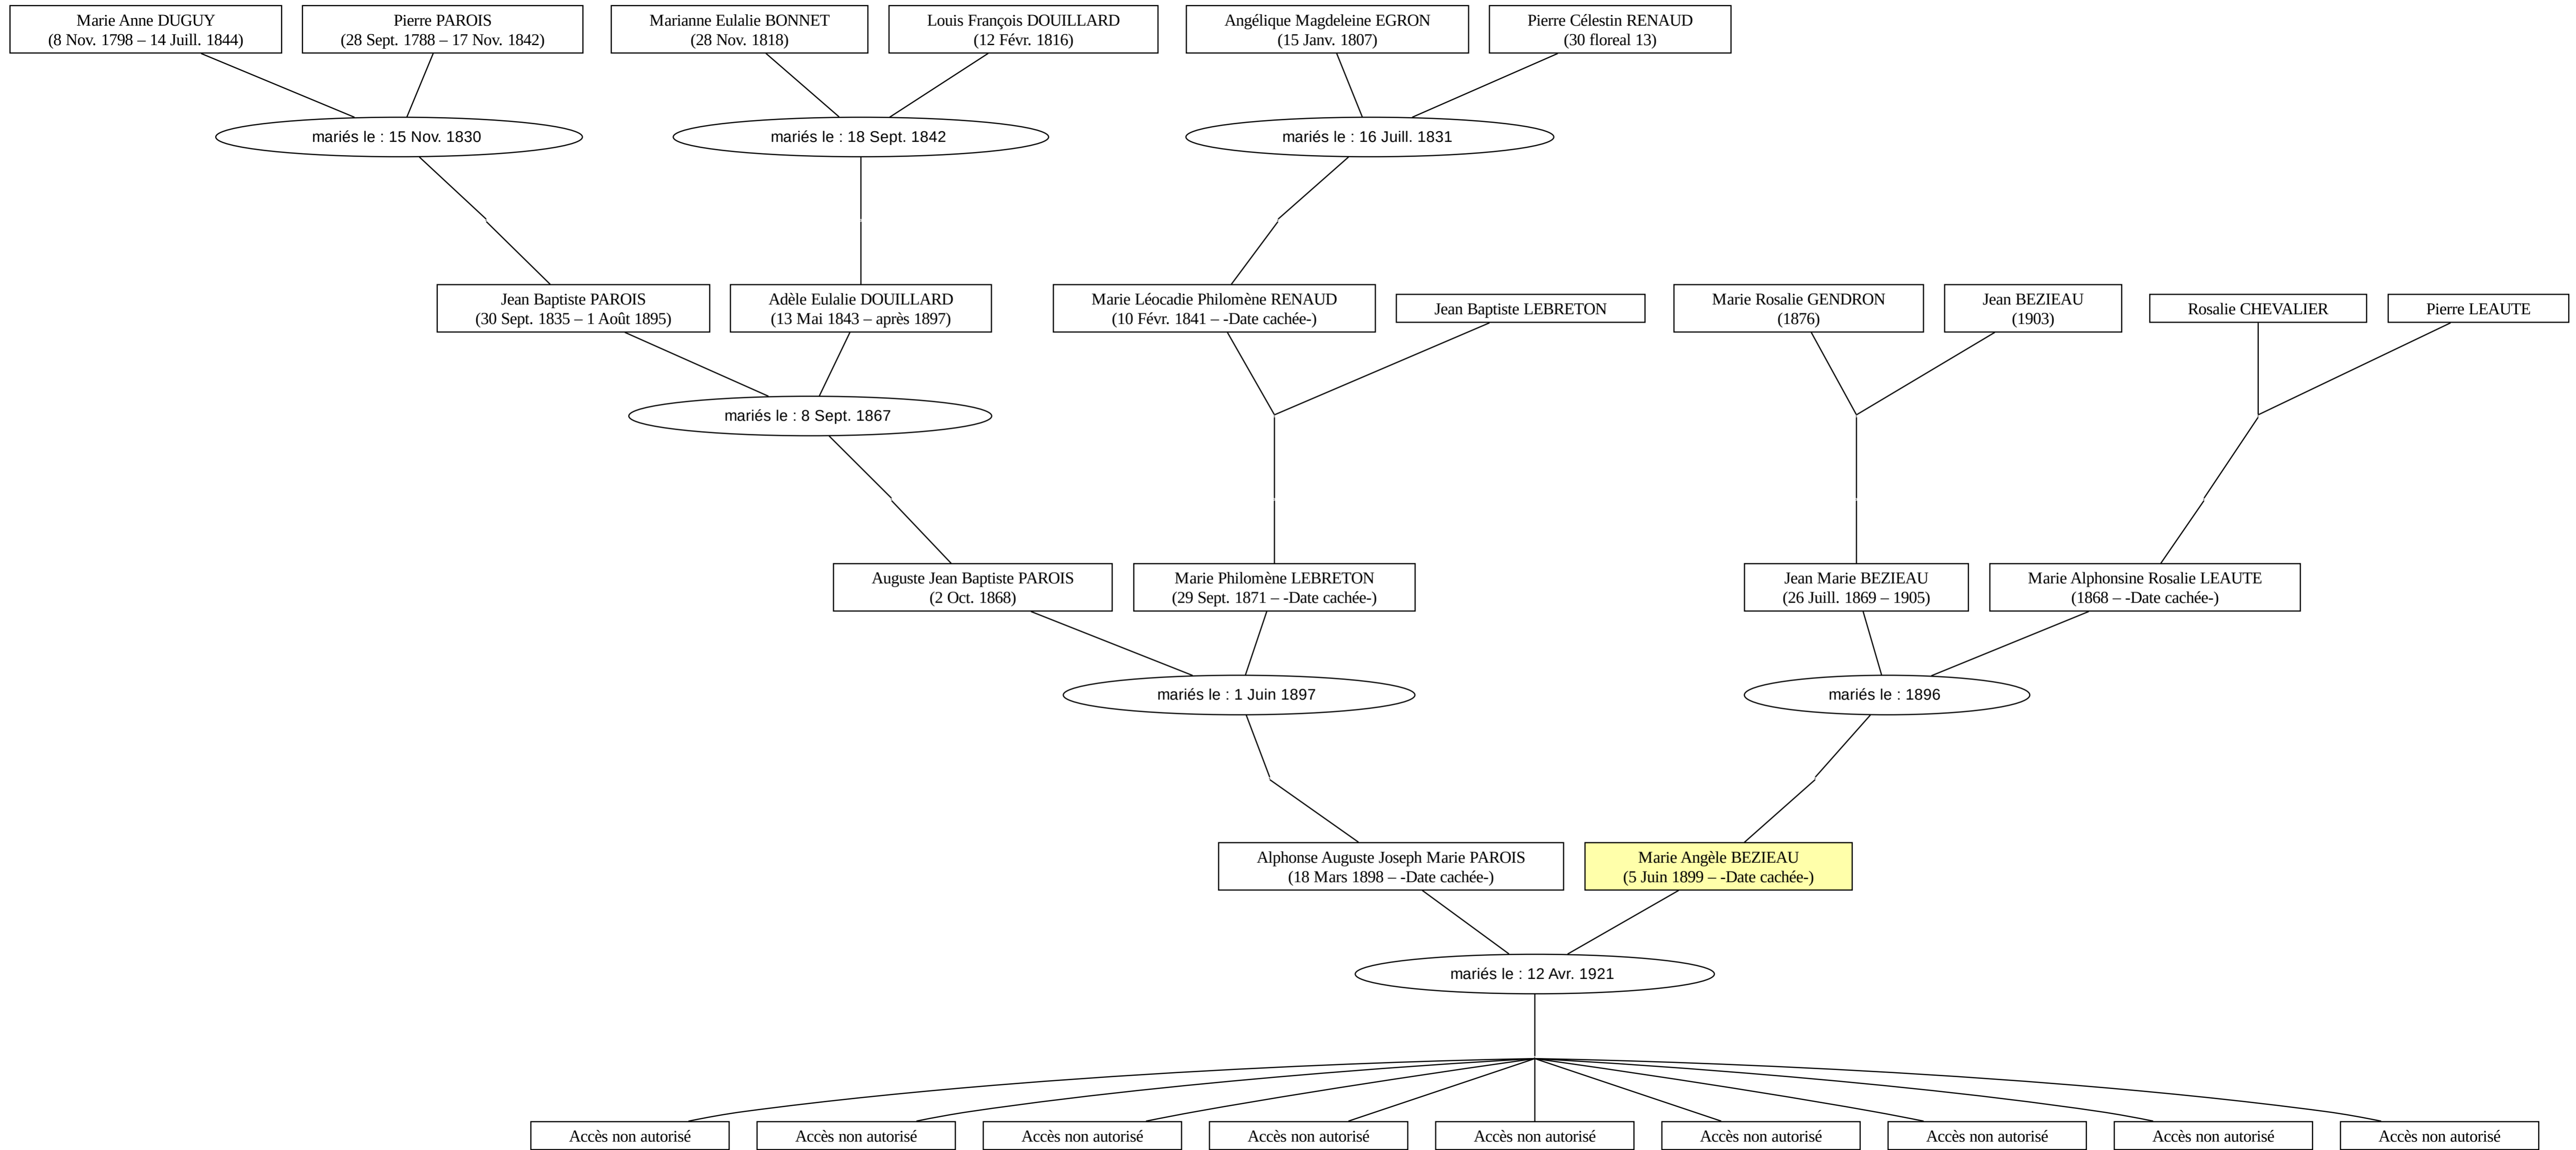 Marie Anne DUGUY
(8 Nov. 1798 – 14 Juill. 1844)
Pierre PAROIS
(28 Sept. 1788 – 17 Nov. 1842)
Marianne Eulalie BONNET
(28 Nov. 1818)
Louis François DOUILLARD
(12 Févr. 1816)
Angélique Magdeleine EGRON
(15 Janv. 1807)
Pierre Célestin RENAUD
(30 floreal 13)
mariés le : 15 Nov. 1830
mariés le : 18 Sept. 1842
mariés le : 16 Juill. 1831
Jean Baptiste PAROIS
(30 Sept. 1835 – 1 Août 1895)
Adèle Eulalie DOUILLARD
(13 Mai 1843 – après 1897)
Marie Léocadie Philomène RENAUD
(10 Févr. 1841 – -Date cachée-)
Jean Baptiste LEBRETON
Marie Rosalie GENDRON
(1876)
Jean BEZIEAU
(1903)
Rosalie CHEVALIER
Pierre LEAUTE
mariés le : 8 Sept. 1867
Auguste Jean Baptiste PAROIS
(2 Oct. 1868)
Marie Philomène LEBRETON
(29 Sept. 1871 – -Date cachée-)
Jean Marie BEZIEAU
(26 Juill. 1869 – 1905)
Marie Alphonsine Rosalie LEAUTE
(1868 – -Date cachée-)
mariés le : 1 Juin 1897
mariés le : 1896
Alphonse Auguste Joseph Marie PAROIS
(18 Mars 1898 – -Date cachée-)
Marie Angèle BEZIEAU
(5 Juin 1899 – -Date cachée-)
mariés le : 12 Avr. 1921
Accès non autorisé
Accès non autorisé
Accès non autorisé
Accès non autorisé
Accès non autorisé
Accès non autorisé
Accès non autorisé
Accès non autorisé
Accès non autorisé